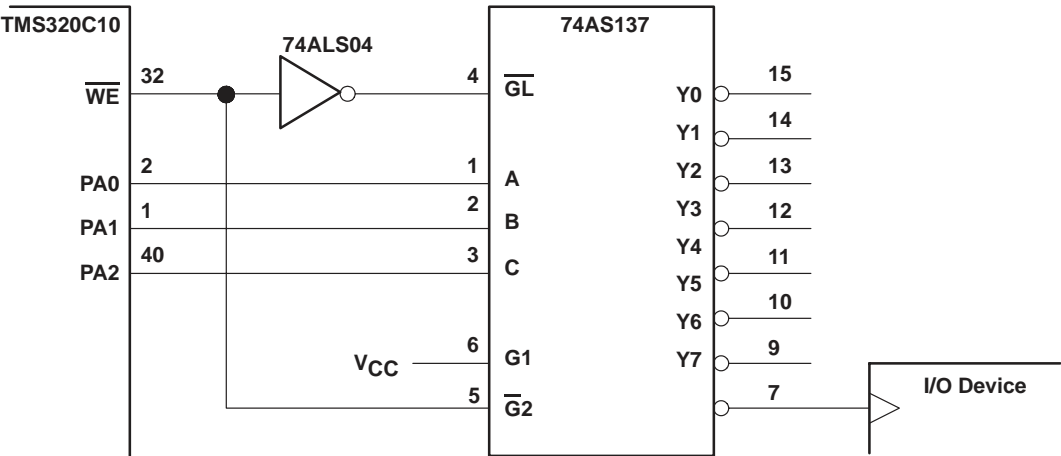 TMS320C10
74AS137
74ALS04
WE
32
4
GL
Y0
15
Y1
14
PA0
2
1
A
Y2
13
PA1
1
2
B
Y3
12
PA2
40
3
C
Y4
11
Y5
10
Y6
VCC
6
G1
Y7
9
5
G2
7
I/O Device